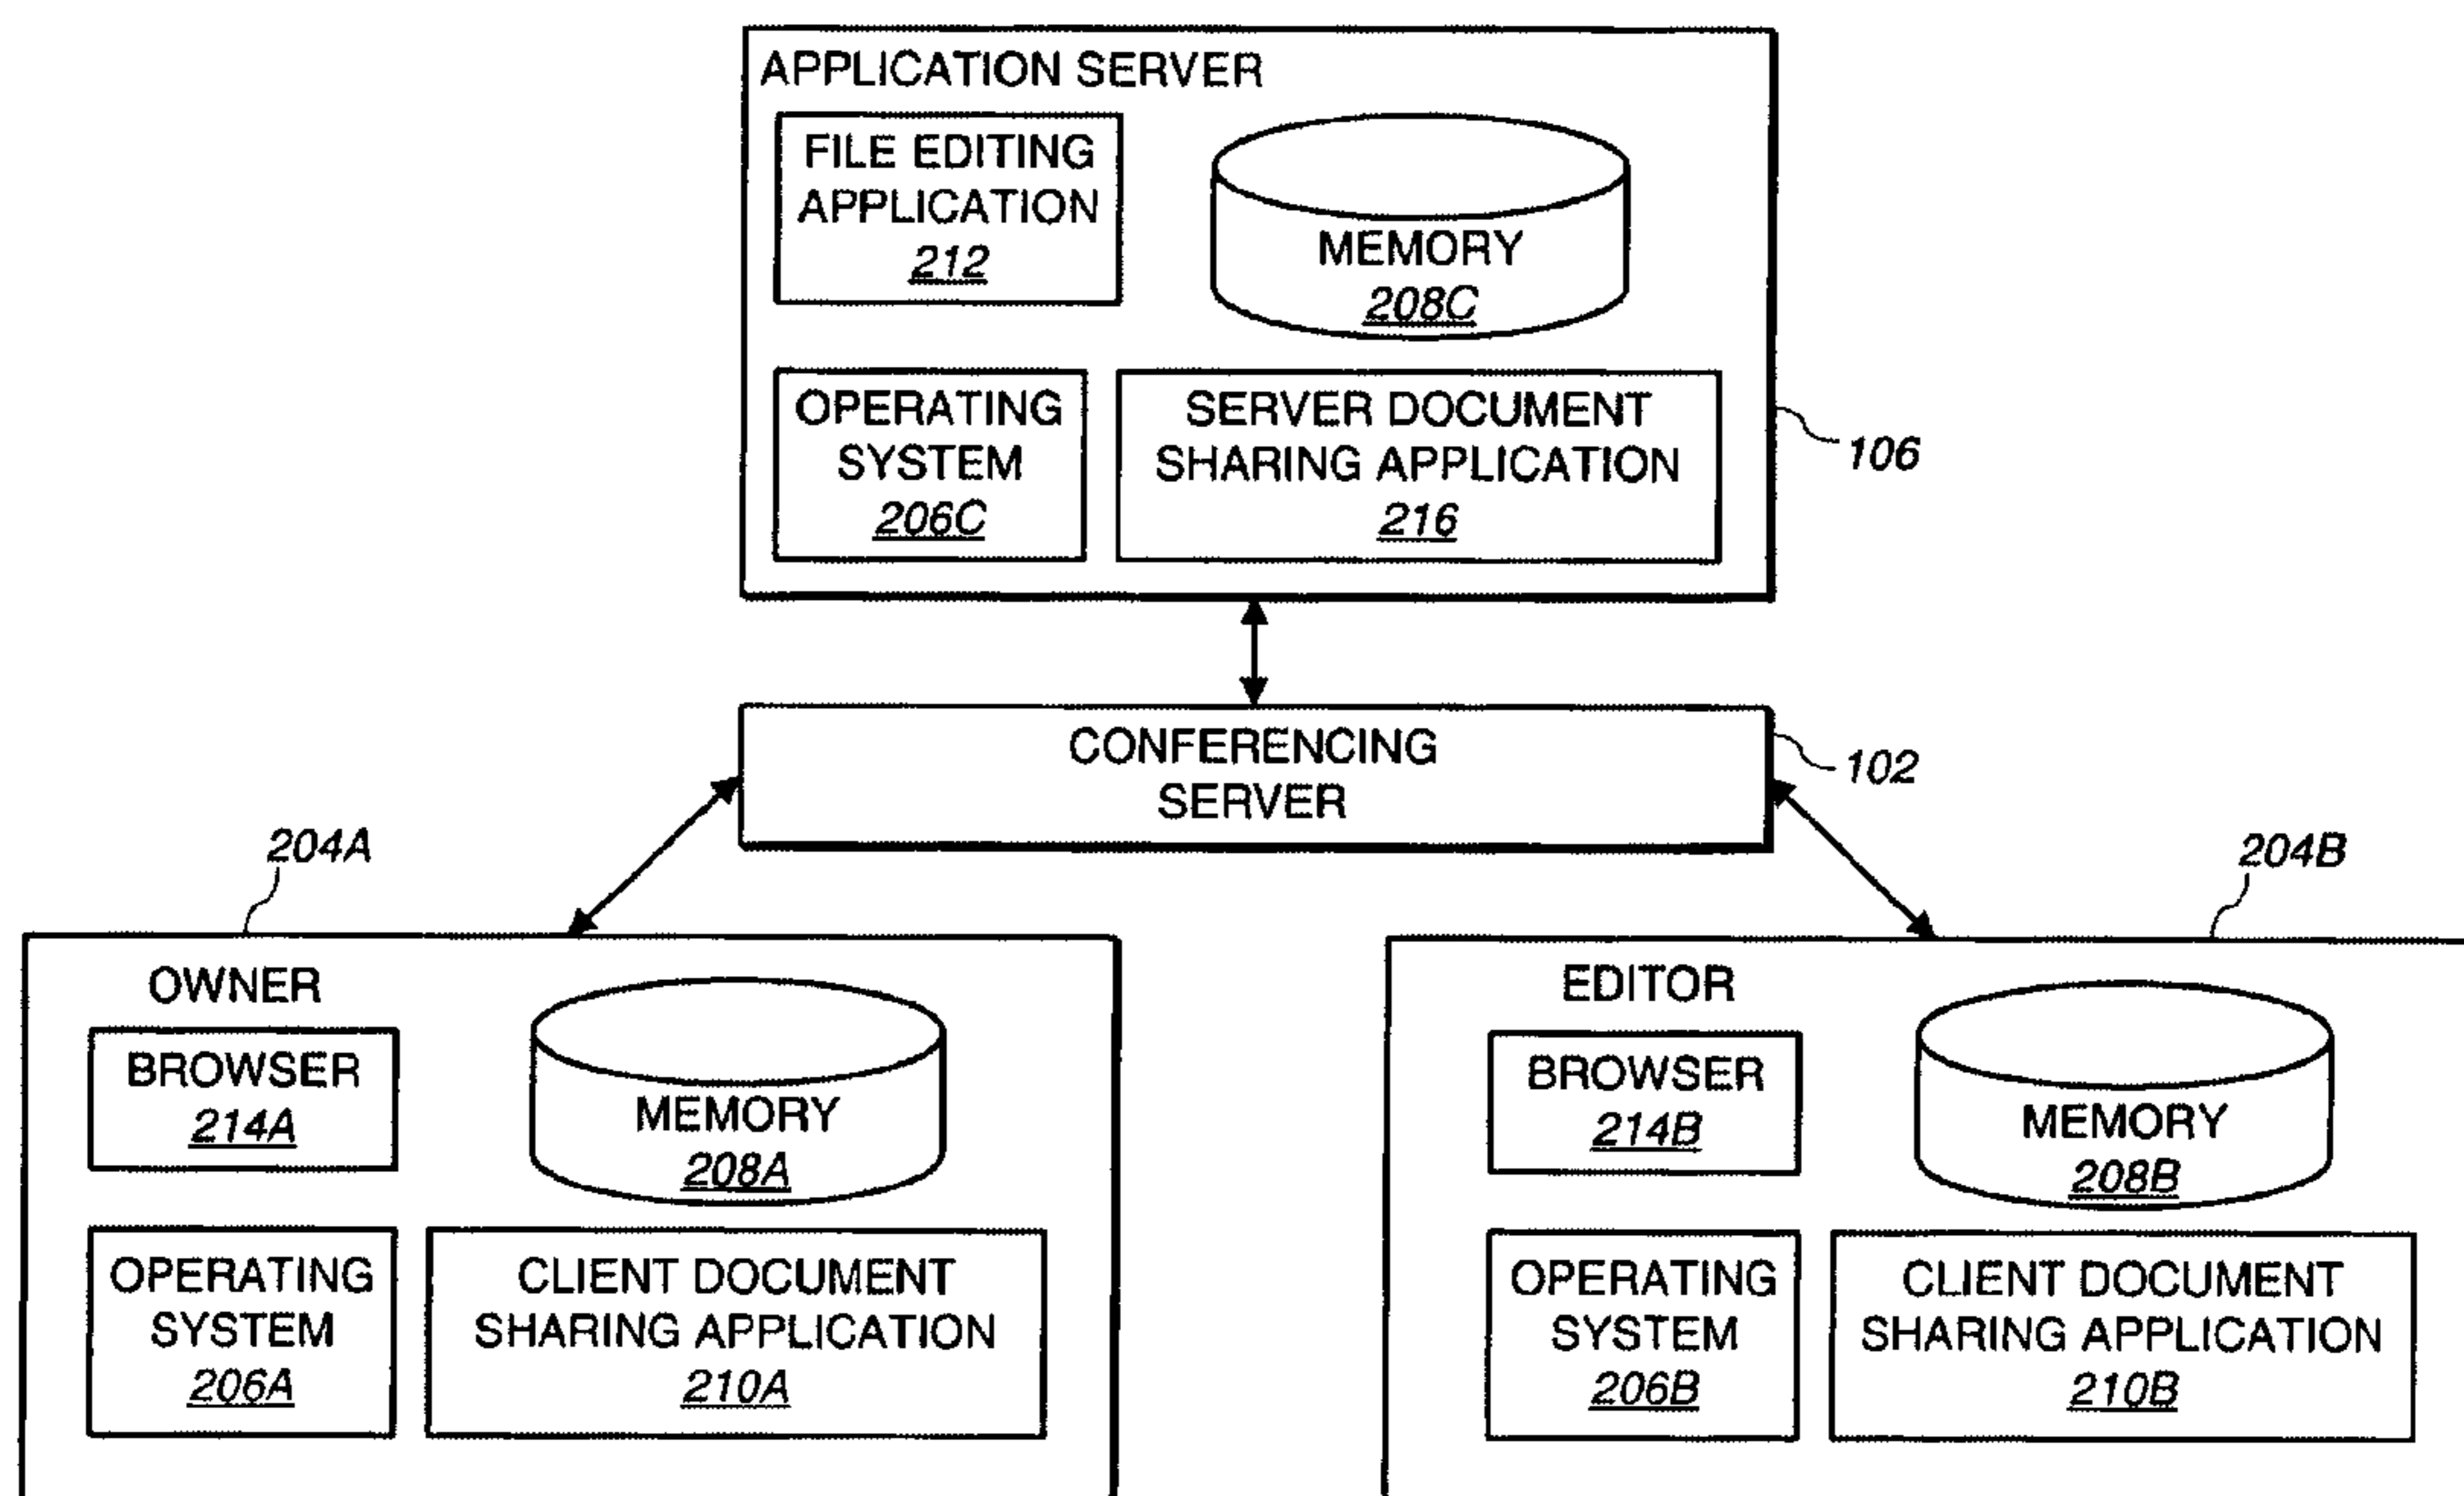 APPLICATION SERVER
FILE EDITING
APPLICATION
212
MEMORY
208C
OPERATING
SYSTEM
206C
SERVER DOCUMENT
SHARING APPLICATION
216
106
CONFERENCING
SERVER
102
204A
OWNER
BROWSER
214A
MEMORY
208A
OPERATING
SYSTEM
206A
CLIENT DOCUMENT
SHARING APPLICATION
210A
204B
EDITOR
BROWSER
214B
MEMORY
208B
OPERATING
SYSTEM
206B
CLIENT DOCUMENT
SHARING APPLICATION
210B